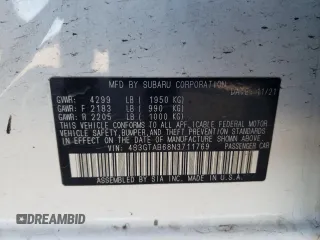 MFD. BY SUBARU CORPORATION
DATE: 11/21
GVWR: 4299 LB ( 1950 KG)
GAWR: F 2183 LB ( 990 KG)
GAWR: R 2205 LB ( 1000 KG)
THIS VEHICLE CONFORMS TO ALL APPLICABLE FEDERAL MOTOR
VEHICLE SAFETY, BUMPER, AND THEFT PREVENTION STANDARDS
IN EFFECT ON THE DATE OF MANUFACTURE SHOWN ABOVE.
VIN: 4S3GTAB68N3711769 PASSENGER CAR
ASSEMBLED BY SIA INC. MADE IN U.S.A.
DREAMBID